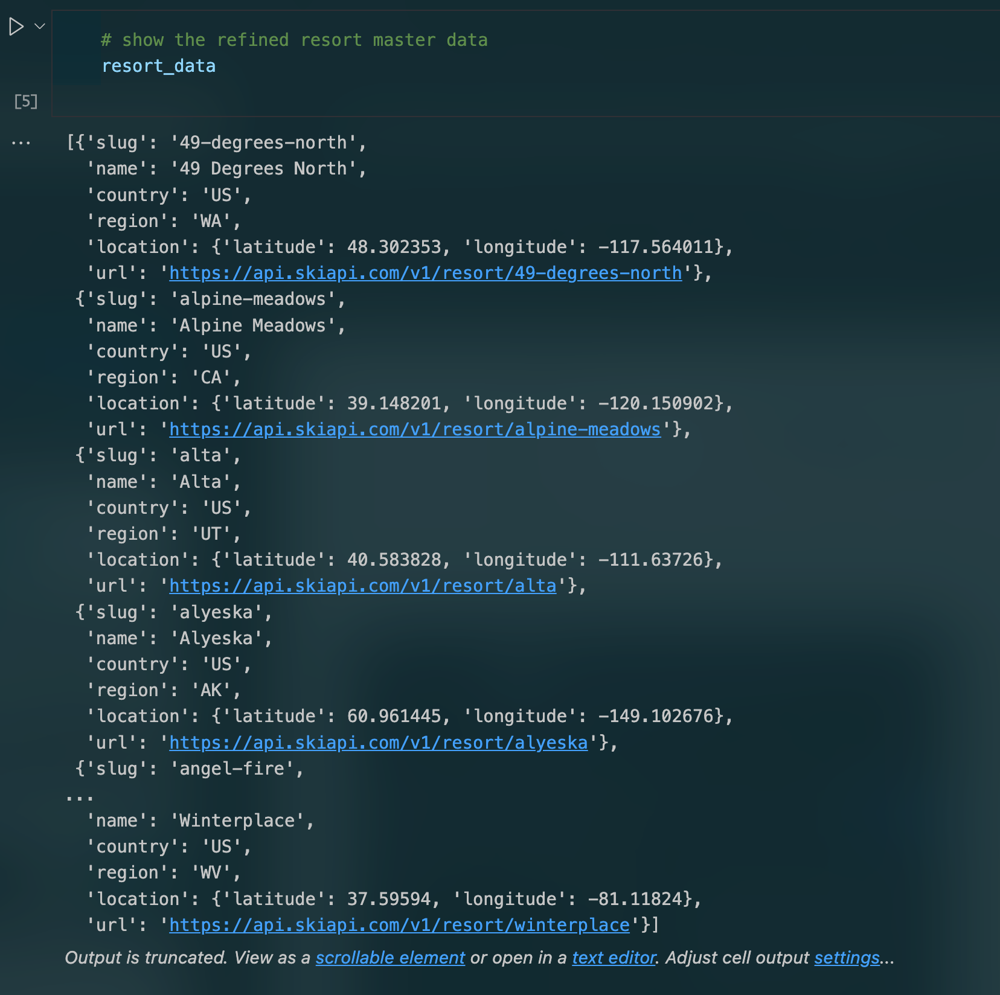 # show the refined resort master data
resort_data
[5]
...
[{'slug': '49-degrees-north',
'name': '49 Degrees North',
'country': 'US',
'region': 'WA',
'location': {'latitude': 48.302353, 'longitude': -117.564011},
'url': 'https://api.skiapi.com/v1/resort/49-degrees-north'},
{'slug': 'alpine-meadows',
'name': 'Alpine Meadows',
'country': 'US',
'region': 'CA',
'location': {'latitude': 39.148201, 'longitude': -120.150902},
'url': 'https://api.skiapi.com/v1/resort/alpine-meadows'},
{'slug': 'alta',
'name': 'Alta',
'country': 'US',
'region': 'UT',
'location': {'latitude': 40.583828, 'longitude': -111.63726},
'url': 'https://api.skiapi.com/v1/resort/alta'},
{'slug': 'alyeska',
'name': 'Alyeska',
'country': 'US',
'region': 'AK',
'location': {'latitude': 60.961445, 'longitude': -149.102676},
'url': 'https://api.skiapi.com/v1/resort/alyeska'},
{'slug': 'angel-fire',
...
'name': 'Winterplace',
'country': 'US',
'region': 'WV',
'location': {'latitude': 37.59594, 'longitude': -81.11824},
'url': 'https://api.skiapi.com/v1/resort/winterplace'}]
Output is truncated. View as a scrollable element or open in a text editor. Adjust cell output settings...